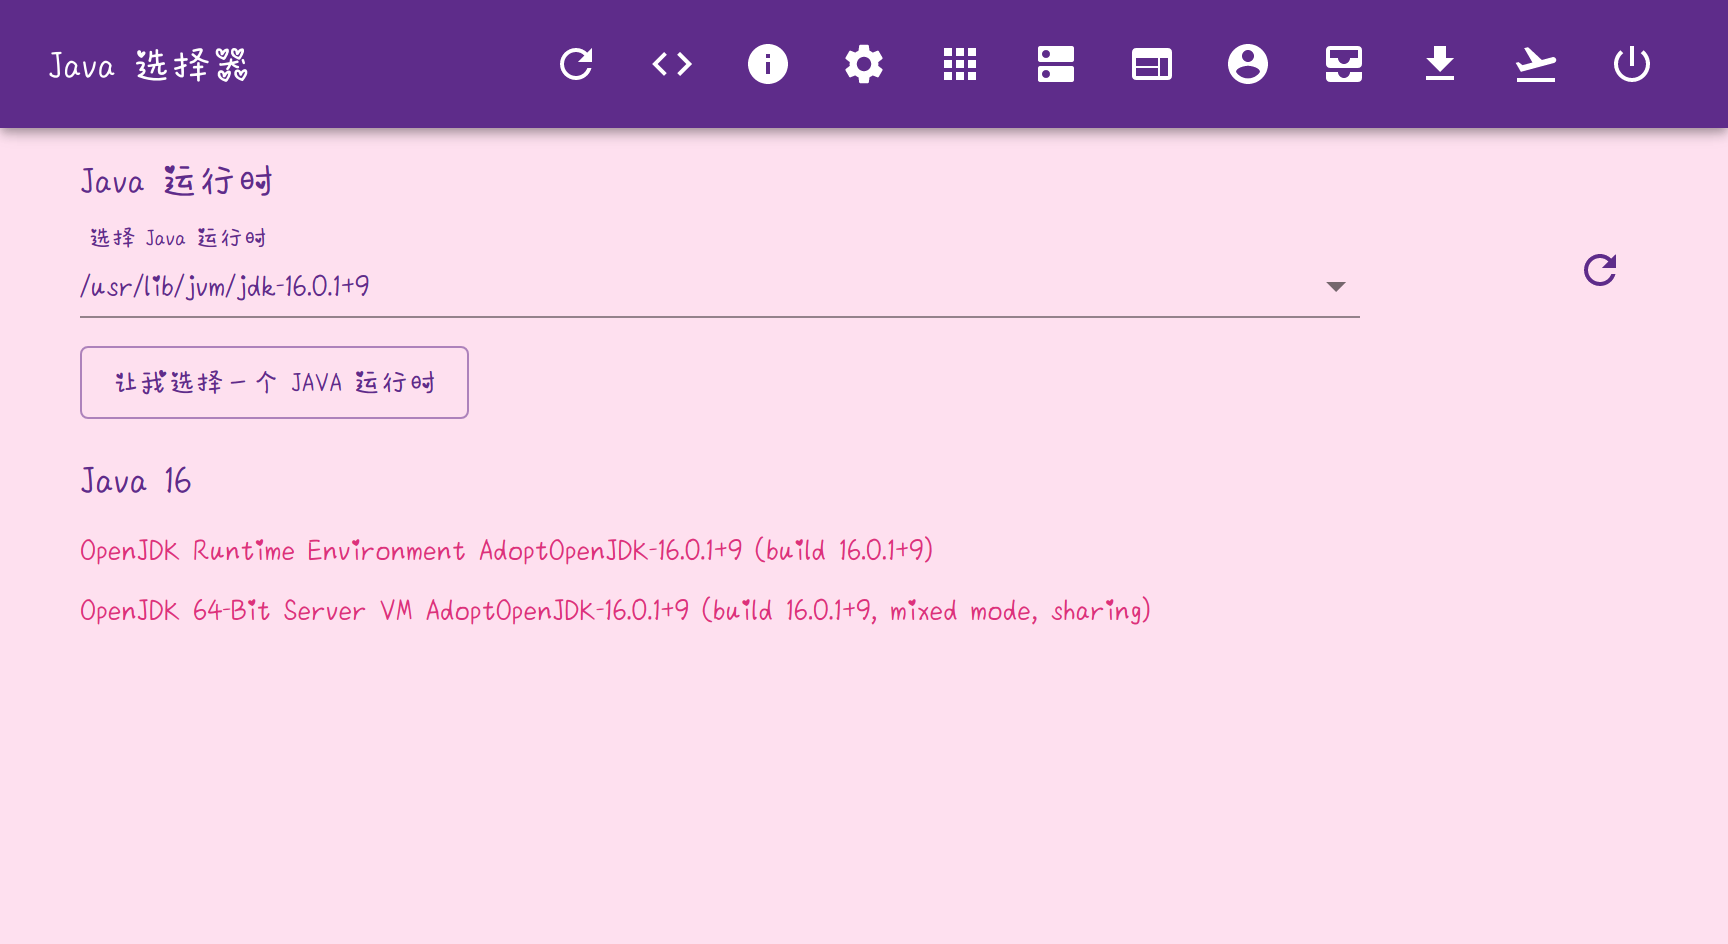 Java 选择器
Java 运行时
选择 Java 运行时
/usr/lib/jvm/jdk-16.0.1+9
让我选择一个 JAVA 运行时
Java 16
OpenJDK Runtime Environment AdoptOpenJDK-16.0.1+9 (build 16.0.1+9)
OpenJDK 64-Bit Server VM AdoptOpenJDK-16.0.1+9 (build 16.0.1+9, mixed mode, sharing)